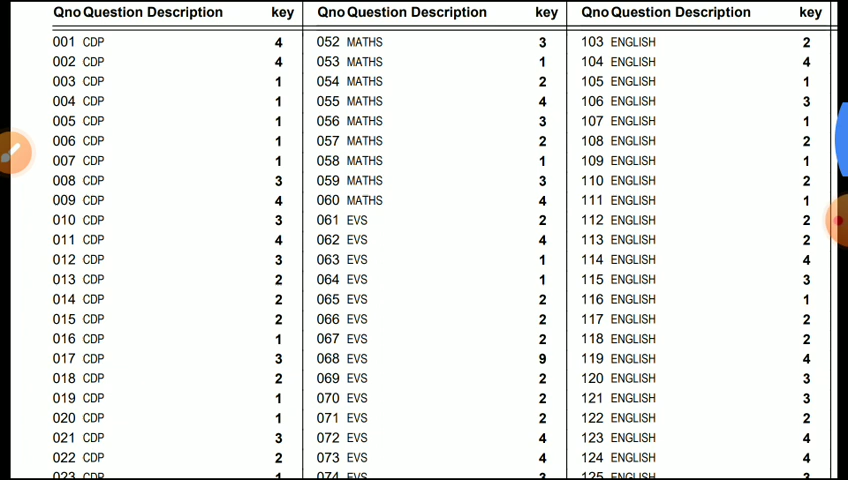 Qno Question Description key Qno Question Description key Qno Question Description key
001 CDP 4 052 MATHS 3 103 ENGLISH 2
002 CDP 4 053 MATHS 1 104 ENGLISH 4
003 CDP 1 054 MATHS 2 105 ENGLISH 1
004 CDP 1 055 MATHS 4 106 ENGLISH 3
005 CDP 1 056 MATHS 3 107 ENGLISH 1
006 CDP 1 057 MATHS 2 108 ENGLISH 2
007 CDP 1 058 MATHS 1 109 ENGLISH 1
008 CDP 3 059 MATHS 3 110 ENGLISH 2
009 CDP 4 060 MATHS 4 111 ENGLISH 1
010 CDP 3 061 EVS 2 112 ENGLISH 2
011 CDP 4 062 EVS 4 113 ENGLISH 2
012 CDP 3 063 EVS 1 114 ENGLISH 4
013 CDP 2 064 EVS 1 115 ENGLISH 3
014 CDP 2 065 EVS 2 116 ENGLISH 1
015 CDP 2 066 EVS 2 117 ENGLISH 2
016 CDP 1 067 EVS 2 118 ENGLISH 2
017 CDP 3 068 EVS 9 119 ENGLISH 4
018 CDP 2 069 EVS 2 120 ENGLISH 3
019 CDP 1 070 EVS 2 121 ENGLISH 3
020 CDP 1 071 EVS 2 122 ENGLISH 2
021 CDP 3 072 EVS 4 123 ENGLISH 4
022 CDP 2 073 EVS 4 124 ENGLISH 4
023 CDP 1 074 EVS 3 125 ENGLISH 3